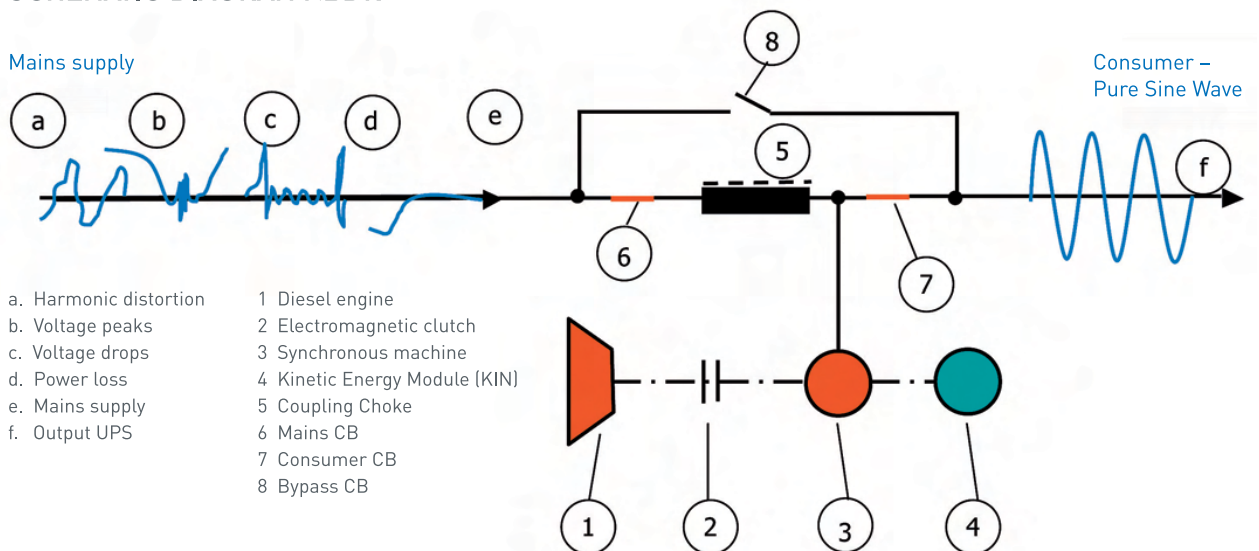 Mains supply
Consumer –
Pure Sine Wave
8
a
b
c
d
e
5
f
6
7
a. Harmonic distortion
b. Voltage peaks
c. Voltage drops
d. Power loss
e. Mains supply
f. Output UPS
1 Diesel engine
2 Electromagnetic clutch
3 Synchronous machine
4 Kinetic Energy Module (KIN)
5 Coupling Choke
6 Mains CB
7 Consumer CB
8 Bypass CB
1
2
3
4